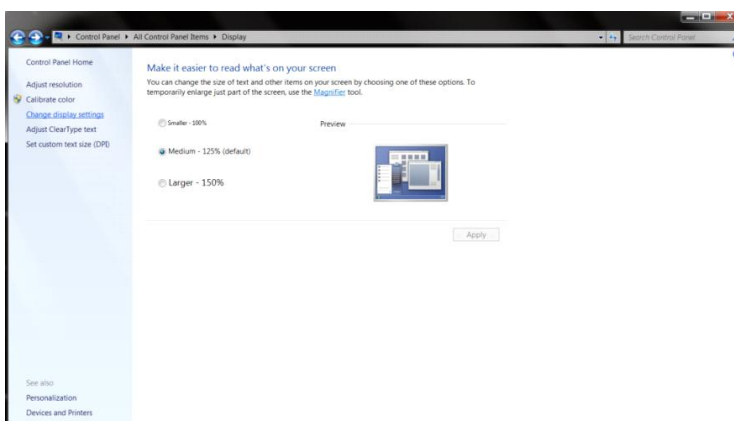 Control Panel ▸ All Control Panel Items ▸ Display
Search Control Panel
Control Panel Home
Adjust resolution
Calibrate color
Change display settings
Adjust ClearType text
Set custom text size (DPI)
Make it easier to read what's on your screen
You can change the size of text and other items on your screen by choosing one of these options. To
temporarily enlarge just part of the screen, use the Magnifier tool.
Smaller - 100%
Preview
Medium - 125% (default)
Larger - 150%
Apply
See also
Personalization
Devices and Printers